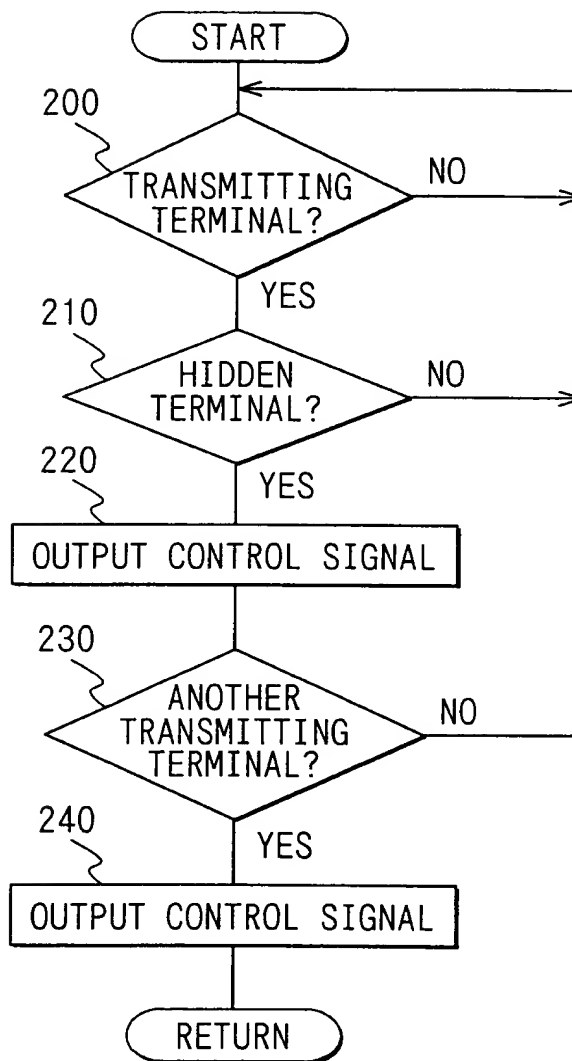 START
200
TRANSMITTING
TERMINAL?
NO
YES
210
HIDDEN
TERMINAL?
NO
YES
220
OUTPUT CONTROL SIGNAL
230
ANOTHER
TRANSMITTING
TERMINAL?
NO
YES
240
OUTPUT CONTROL SIGNAL
RETURN